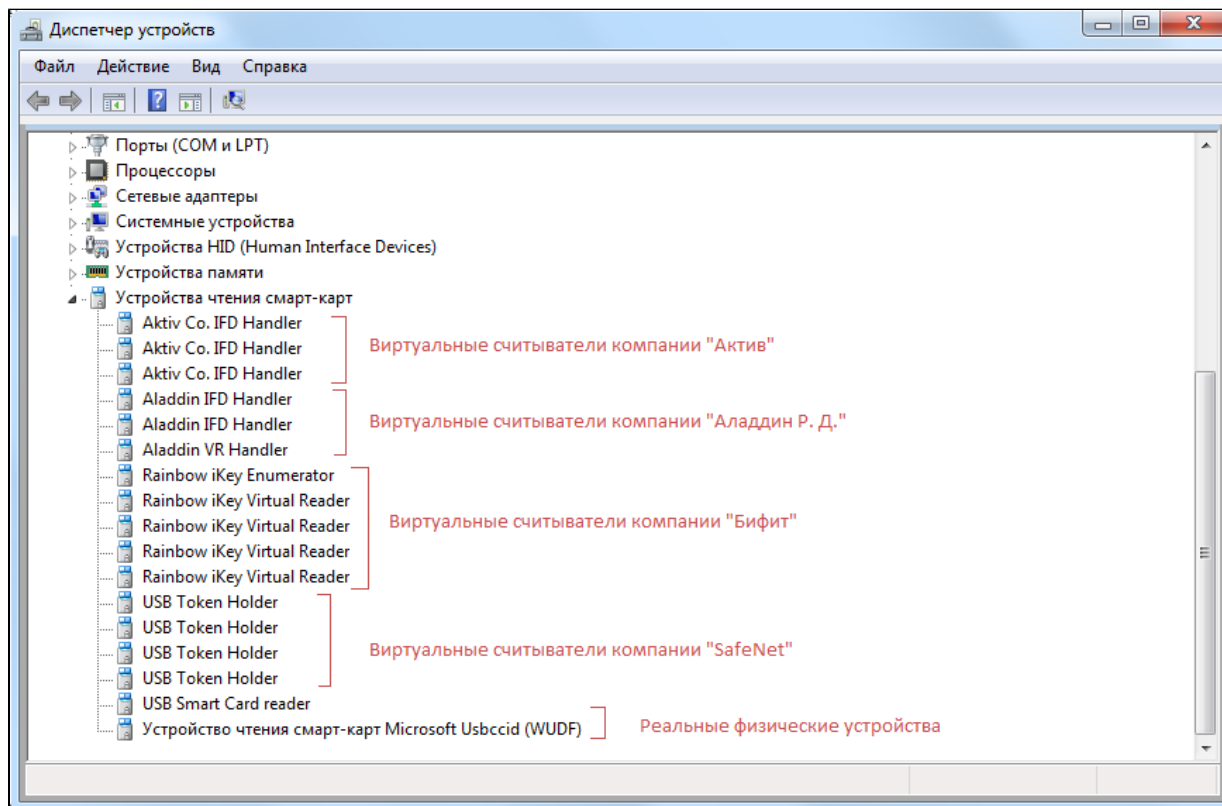 Диспетчер устройств
Файл Действие Вид Справка
Порты (COM и LPT)
Процессоры
Сетевые адаптеры
Системные устройства
Устройства HID (Human Interface Devices)
Устройства памяти
Устройства чтения смарт-карт
Aktiv Co. IFD Handler
Aktiv Co. IFD Handler
Виртуальные считыватели компании "Актив"
Aktiv Co. IFD Handler
Aladdin IFD Handler
Aladdin IFD Handler
Виртуальные считыватели компании "Аладдин Р. Д."
Aladdin VR Handler
Rainbow iKey Enumerator
Rainbow iKey Virtual Reader
Rainbow iKey Virtual Reader
Виртуальные считыватели компании "Бифит"
Rainbow iKey Virtual Reader
Rainbow iKey Virtual Reader
USB Token Holder
USB Token Holder
USB Token Holder
Виртуальные считыватели компании "SafeNet"
USB Token Holder
USB Smart Card reader
Устройство чтения смарт-карт Microsoft Usbccid (WUDF)
Реальные физические устройства